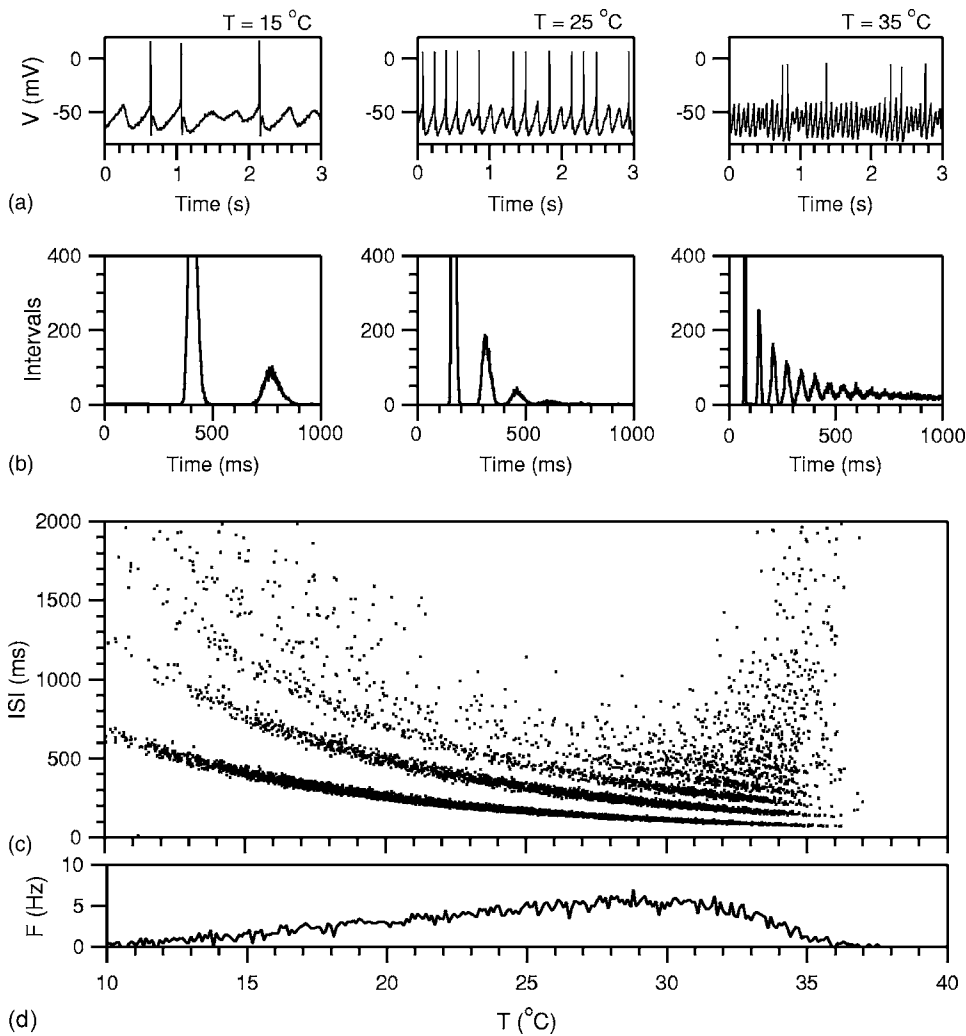 T = 15 °C
T = 25 °C
T = 35 °C
V (mV)
0
-50
0 1 2 3
Time (s)
0
-50
0 1 2 3
Time (s)
0
-50
0 1 2 3
Time (s)
(a)
Intervals
400
200
0
0 500 1000
Time (ms)
400
200
0
0 500 1000
Time (ms)
400
200
0
0 500 1000
Time (ms)
(b)
ISI (ms)
2000
1500
1000
500
0
(c)
F (Hz)
10
5
0
10 15 20 25 30 35 40
T (°C)
(d)